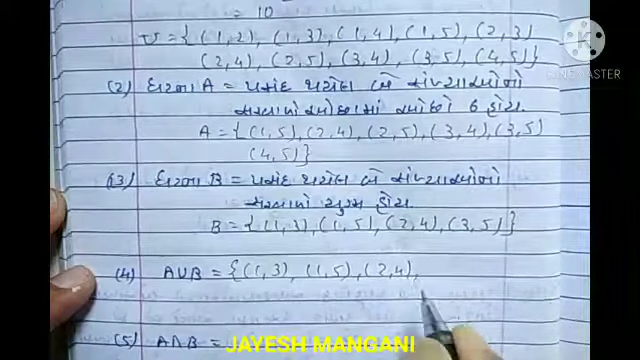 = 10
U = {(1,2), (1,3), (1,4), (1,5), (2,3)
(2,4), (2,5), (3,4), (3,5), (4,5)}
(2) ઘટના A = પસંદ થયેલ બે સંખ્યાઓનો
સરવાળો ઓછામાં ઓછો 6 હોય.
A = {(1,5), (2,4), (2,5), (3,4), (3,5)
(4,5)}
(3) ઘટના B = પસંદ થયેલ બે સંખ્યાઓનો
સરવાળો યુગ્મ હોય.
B = {(1,3), (1,5), (2,4), (3,5)}
(4) A∪B = {(1,3), (1,5), (2,4),
(5) A∩B =
JAYESH MANGANI
KINEMASTER